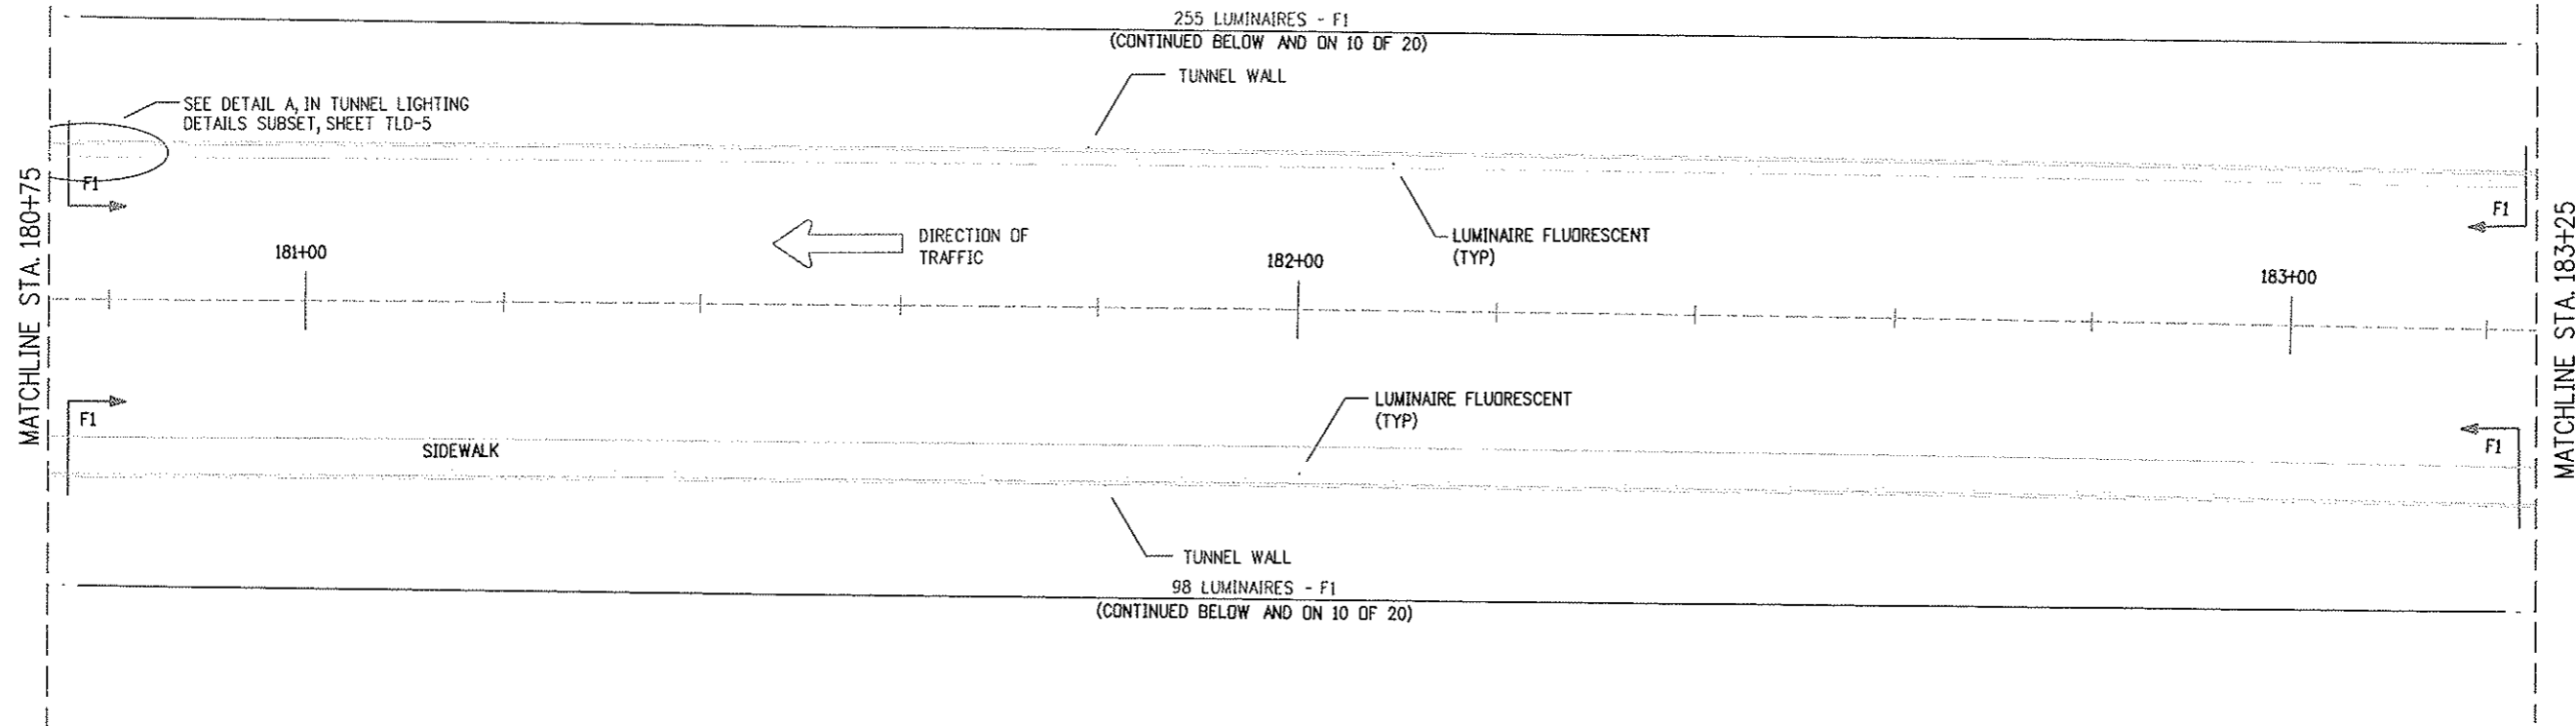 255 LUMINAIRES - F1
(CONTINUED BELOW AND ON 10 OF 20)
TUNNEL WALL
SEE DETAIL A, IN TUNNEL LIGHTING
DETAILS SUBSET, SHEET TLD-5
F1
F1
MATCHLINE STA. 180+75
MATCHLINE STA. 183+25
DIRECTION OF
TRAFFIC
LUMINAIRE FLUORESCENT
(TYP)
181+00
182+00
183+00
LUMINAIRE FLUORESCENT
(TYP)
F1
F1
SIDEWALK
TUNNEL WALL
98 LUMINAIRES - F1
(CONTINUED BELOW AND ON 10 OF 20)